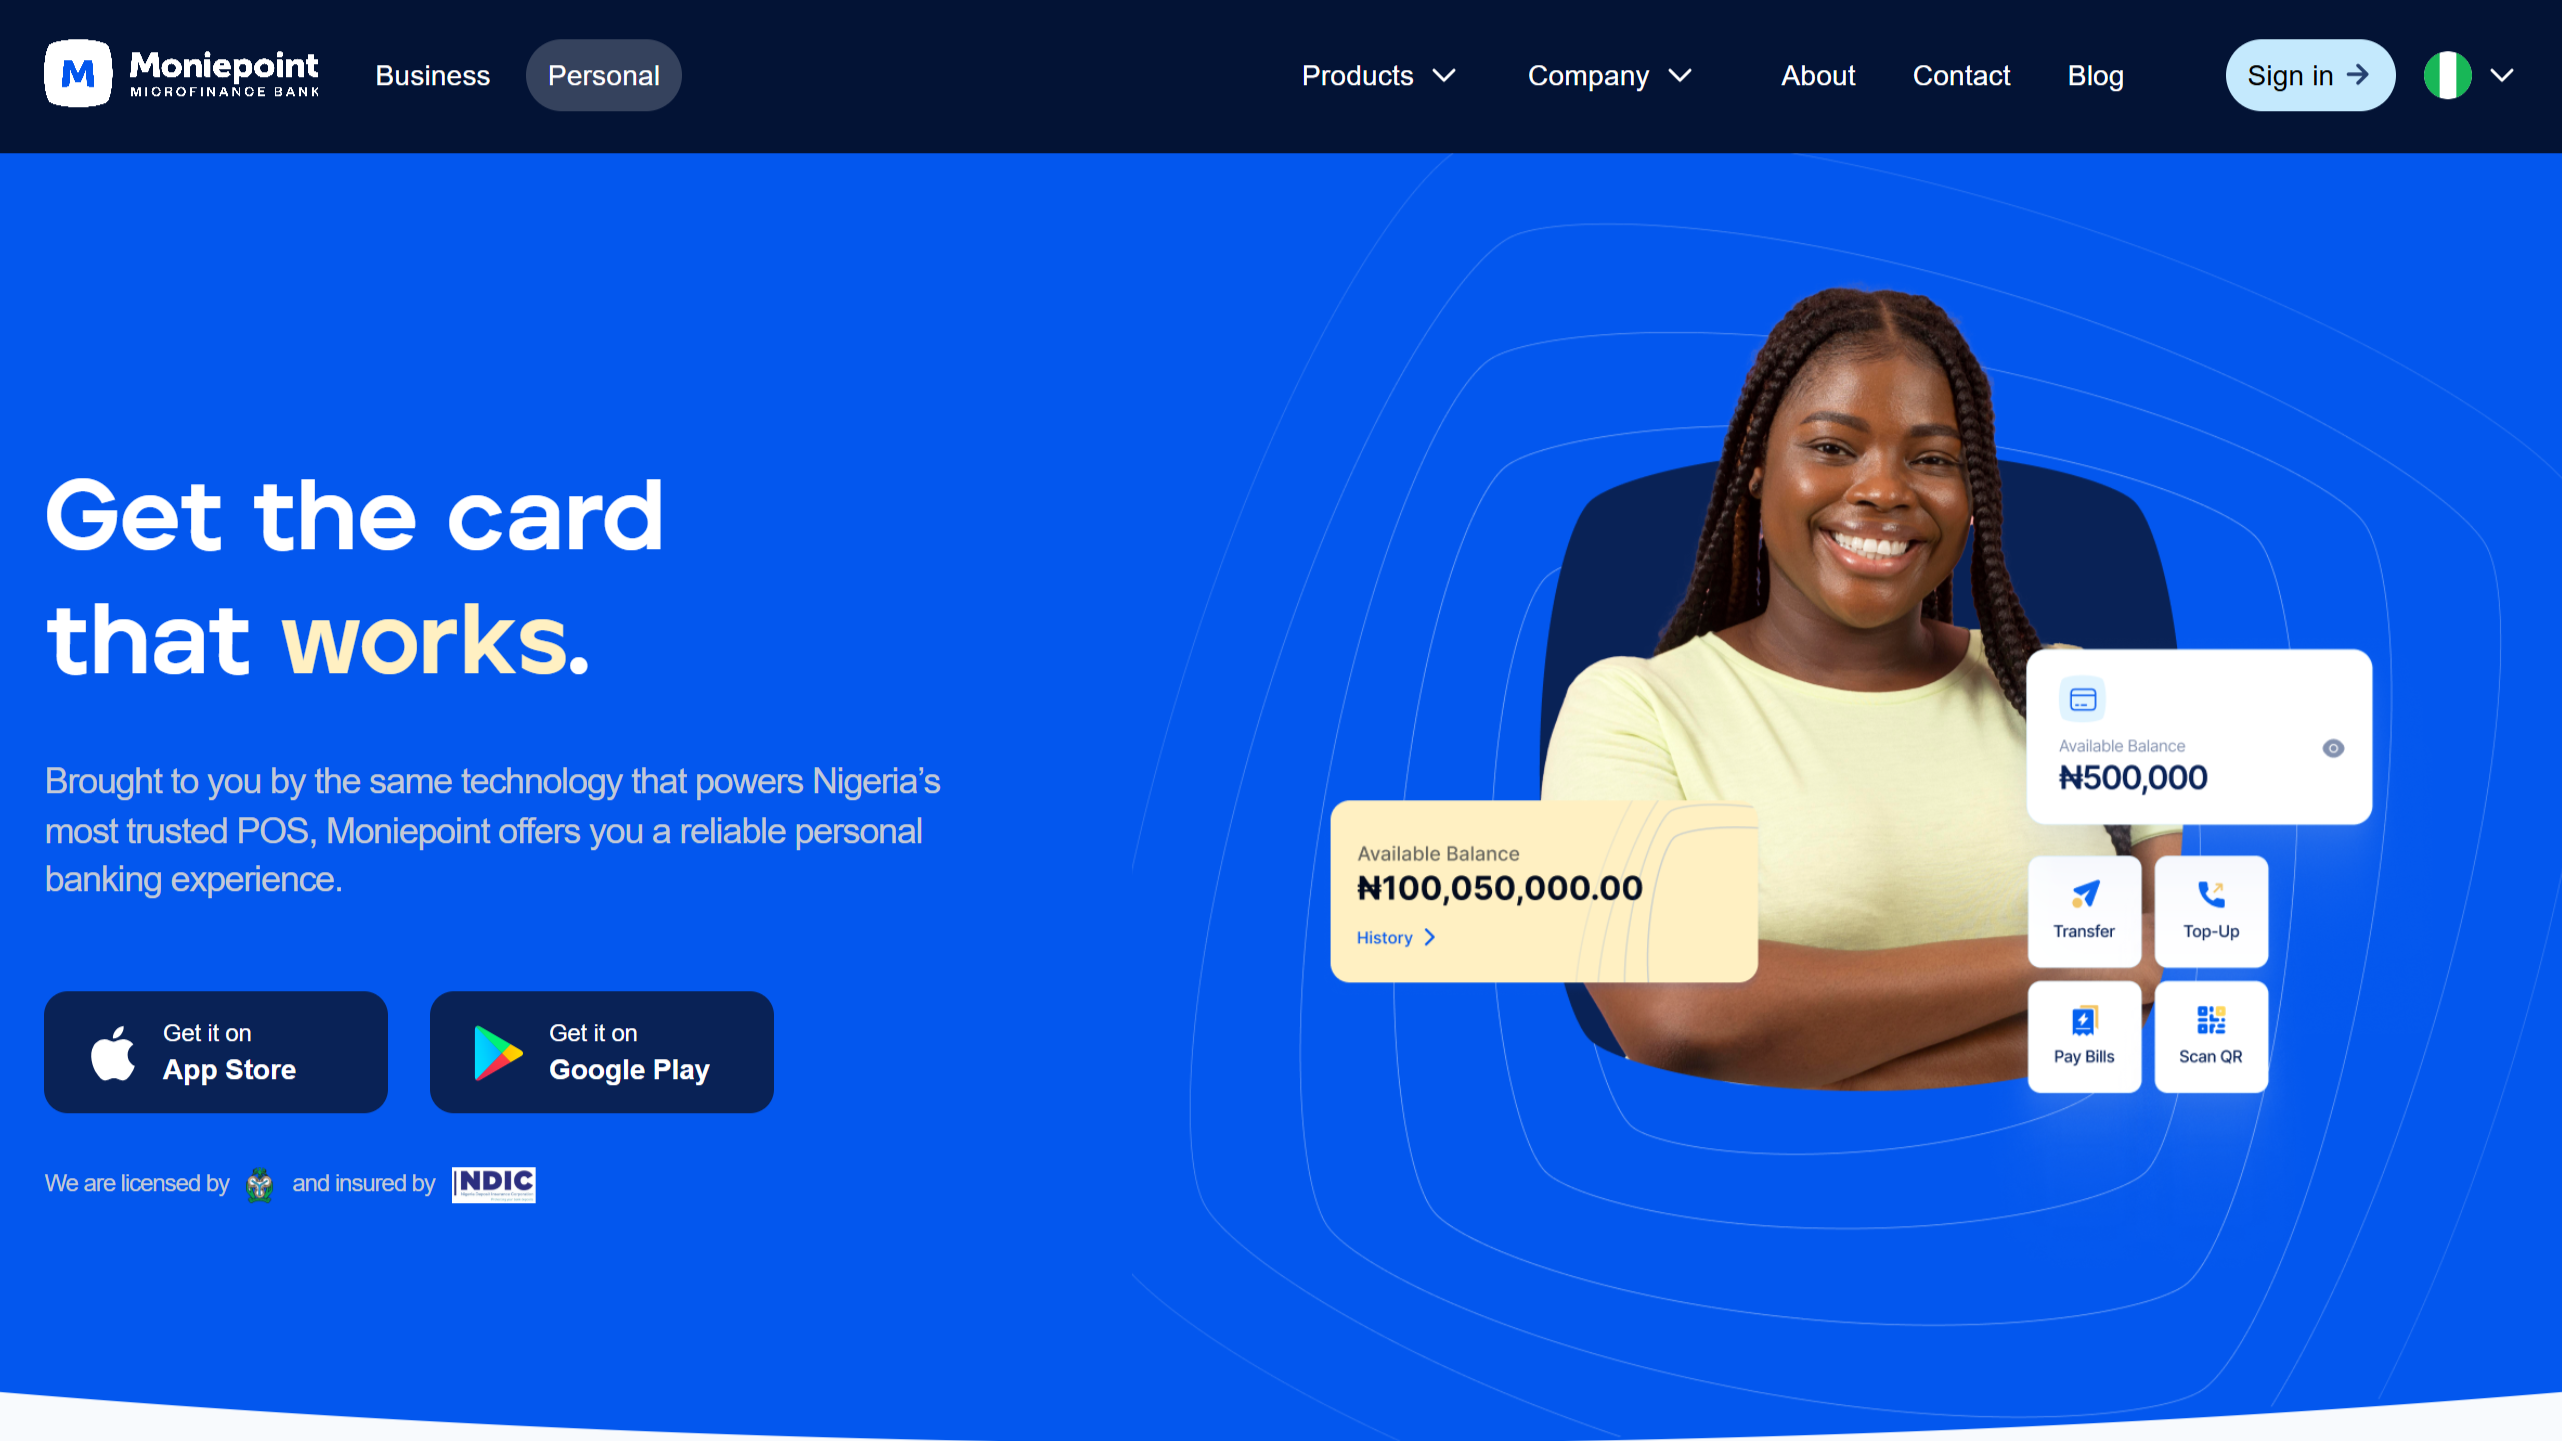 M
Moniepoint
MICROFINANCE BANK
Business
Personal
Products
Company
About
Contact
Blog
Sign in
Get the card
that works.
Brought to you by the same technology that powers Nigeria’s
most trusted POS, Moniepoint offers you a reliable personal
banking experience.
Get it on
App Store
Get it on
Google Play
We are licensed by
and insured by
NDIC
Available Balance
₦100,050,000.00
History
Available Balance
₦500,000
Transfer
Top-Up
Pay Bills
Scan QR